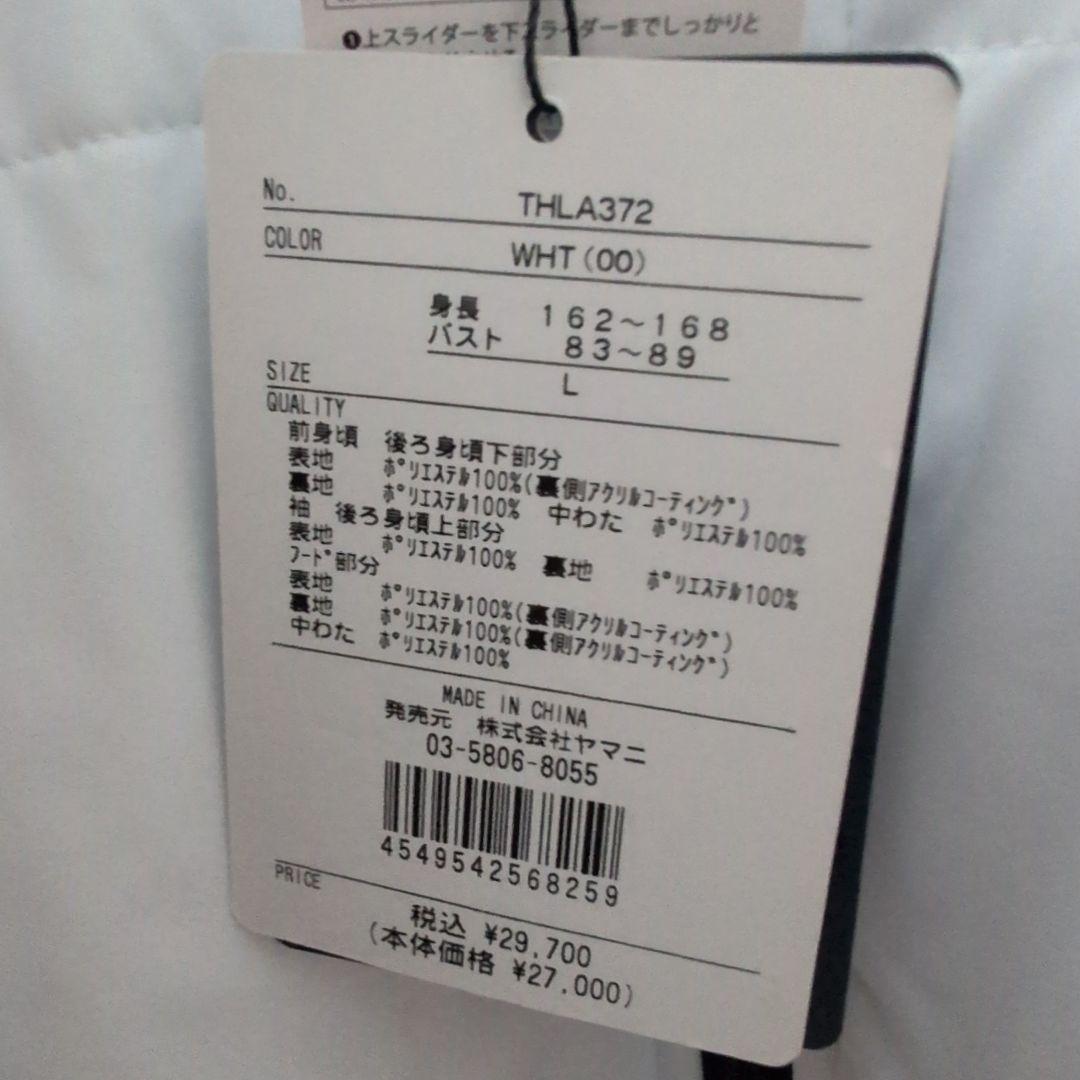 ❶上スライダーを下スライダーまでしっかりと
No. THLA372
COLOR WHT(00)
身長 162～168
バスト 83～89
SIZE L
QUALITY
前身頃 後ろ身頃下部分
表地 ﾎﾟﾘｴｽﾃﾙ100%(裏側ｱｸﾘﾙｺｰﾃｨﾝｸﾞ)
裏地 ﾎﾟﾘｴｽﾃﾙ100% 中わた ﾎﾟﾘｴｽﾃﾙ100%
袖 後ろ身頃上部分
表地 ﾎﾟﾘｴｽﾃﾙ100% 裏地 ﾎﾟﾘｴｽﾃﾙ100%
ﾌｰﾄﾞ部分
表地 ﾎﾟﾘｴｽﾃﾙ100%(裏側ｱｸﾘﾙｺｰﾃｨﾝｸﾞ)
裏地 ﾎﾟﾘｴｽﾃﾙ100%(裏側ｱｸﾘﾙｺｰﾃｨﾝｸﾞ)
中わた ﾎﾟﾘｴｽﾃﾙ100%
MADE IN CHINA
発売元 株式会社ヤマニ
03-5806-8055
4549542568259
PRICE
税込 ¥29,700
(本体価格 ¥27,000)